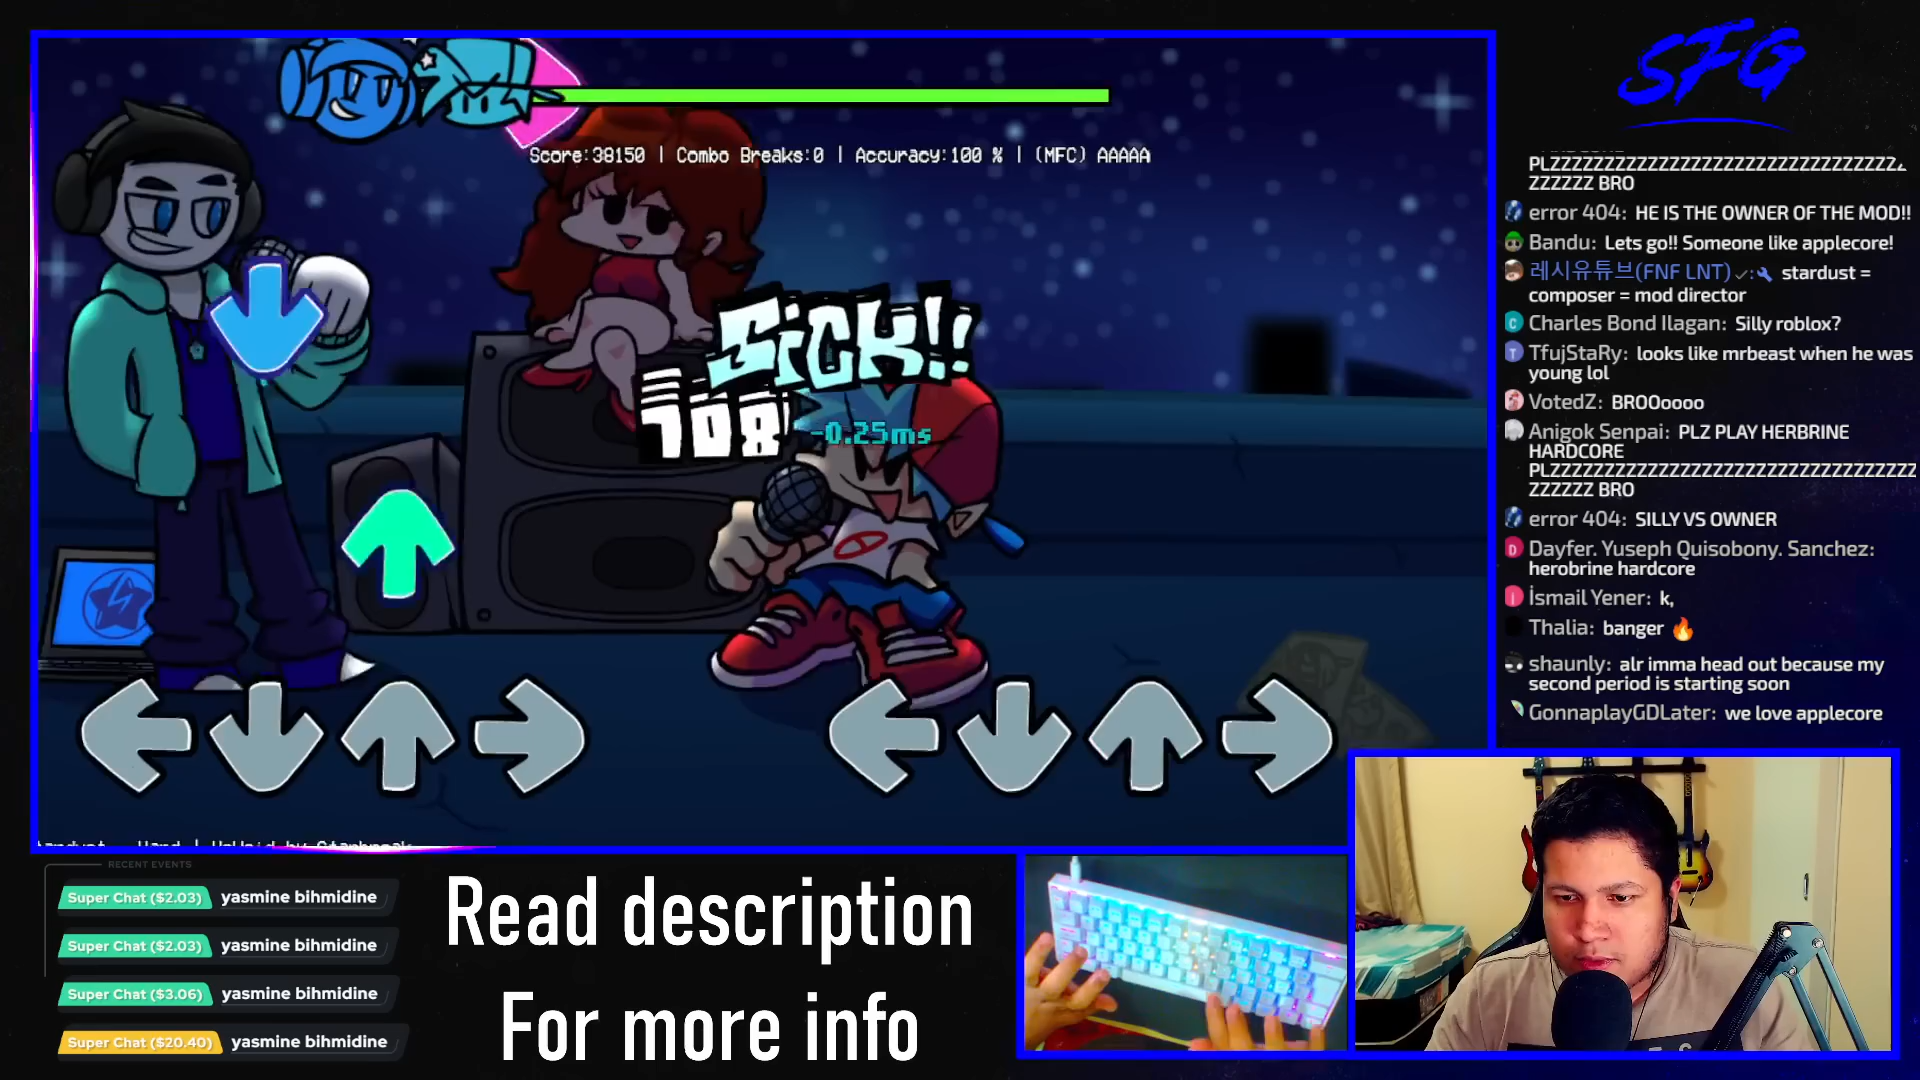 SFG
Score:38150 | Combo Breaks:0 | Accuracy:100 % | (MFC) AAAAA
SiCK!!
108
-0.25ms
PLZZZZZZZZZZZZZZZZZZZZZZZZZZZZZZZZZZ
ZZZZZZ BRO
error 404: HE IS THE OWNER OF THE MOD!!
Bandu: Lets go!! Someone like applecore!
레시유튜브(FNF LNT) ✓:🔧 stardust =
composer = mod director
Charles Bond Ilagan: Silly roblox?
TfujStaRy: looks like mrbeast when he was
young lol
VotedZ: BROOoooo
Anigok Senpai: PLZ PLAY HERBRINE
HARDCORE
PLZZZZZZZZZZZZZZZZZZZZZZZZZZZZZZZZZZ
ZZZZZZ BRO
error 404: SILLY VS OWNER
Dayfer. Yuseph Quisobony. Sanchez:
herobrine hardcore
İsmail Yener: k,
Thalia: banger 🔥
shaunly: alr imma head out because my
second period is starting soon
GonnaplayGDLater: we love applecore
RECENT EVENTS
Super Chat ($2.03) yasmine bihmidine
Super Chat ($2.03) yasmine bihmidine
Super Chat ($3.06) yasmine bihmidine
Super Chat ($20.40) yasmine bihmidine
Read description
For more info